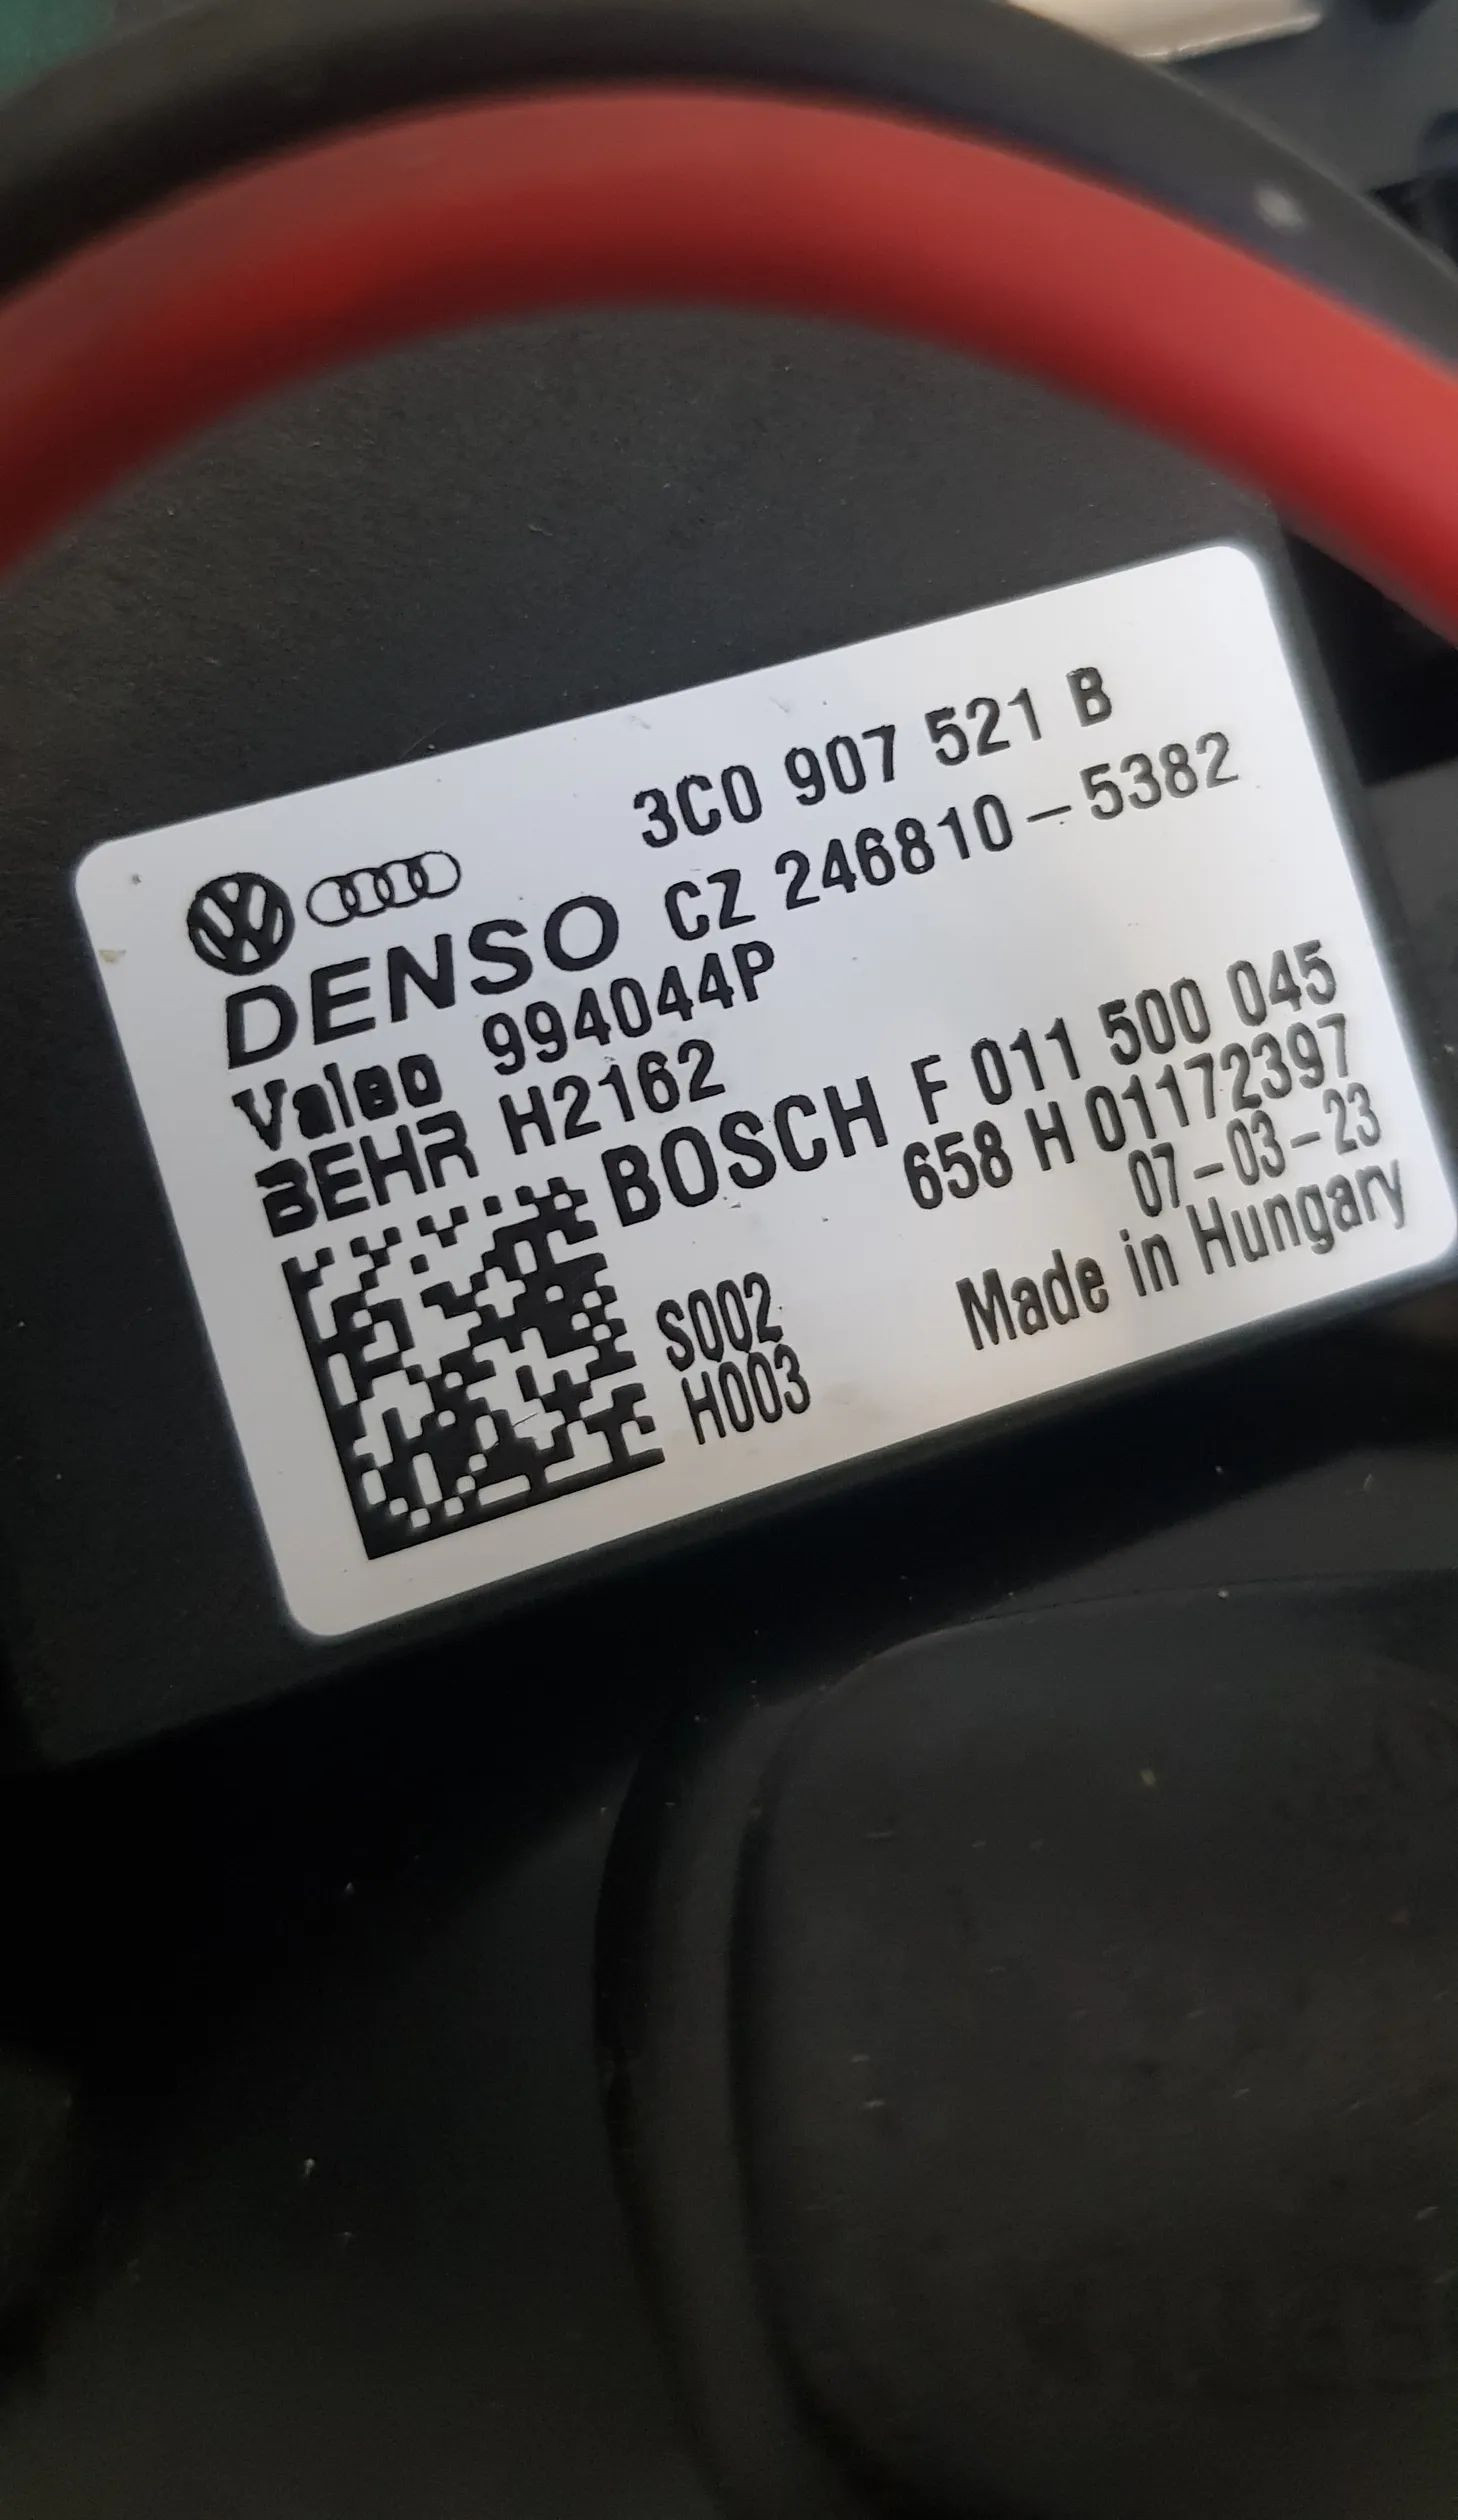 3C0 907 521 B
DENSO CZ 246810-5382
Valeo 994044P
BEHR H2162
BOSCH F 011 500 045
658 H 01172397
07-03-23
Made in Hungary
S002
H003